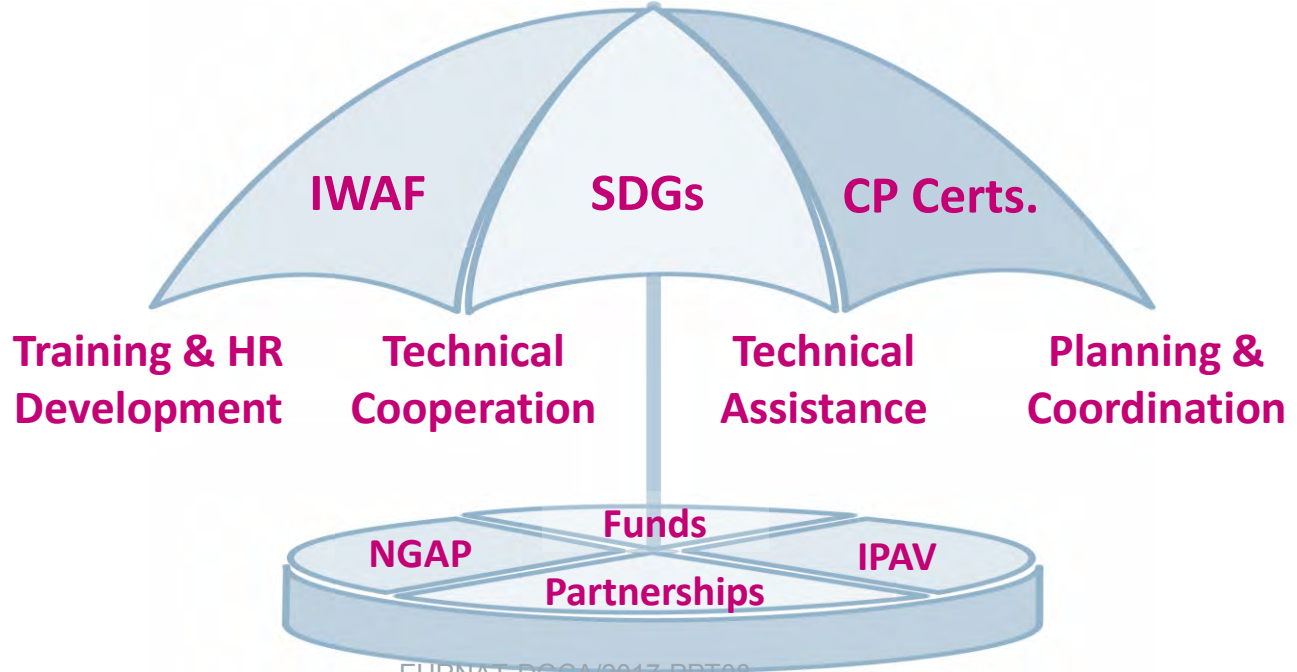 IWAF
SDGs
CP Certs.
Training & HR
Development
Technical
Cooperation
Technical
Assistance
Planning &
Coordination
Funds
NGAP
IPAV
Partnerships